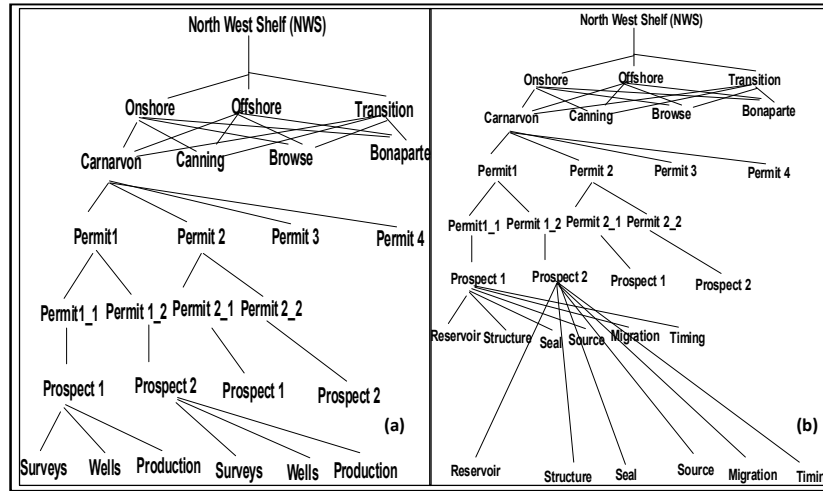 North West Shelf (NWS)
Onshore Offshore Transition
Carnarvon Canning Browse Bonaparte
Permit1 Permit 2 Permit 3 Permit 4
Permit1_1 Permit 1_2 Permit 2_1 Permit 2_2
Prospect 1 Prospect 2 Prospect 1 Prospect 2
(a)
Surveys Wells Production Surveys Wells Production
North West Shelf (NWS)
Onshore Offshore Transition
Carnarvon Canning Browse Bonaparte
Permit1 Permit 2 Permit 3 Permit 4
Permit1_1 Permit 1_2 Permit 2_1 Permit 2_2
Prospect 1 Prospect 2 Prospect 1 Prospect 2
Reservoir Structure Seal Source Migration Timing
(b)
Reservoir Structure Seal Source Migration Timin